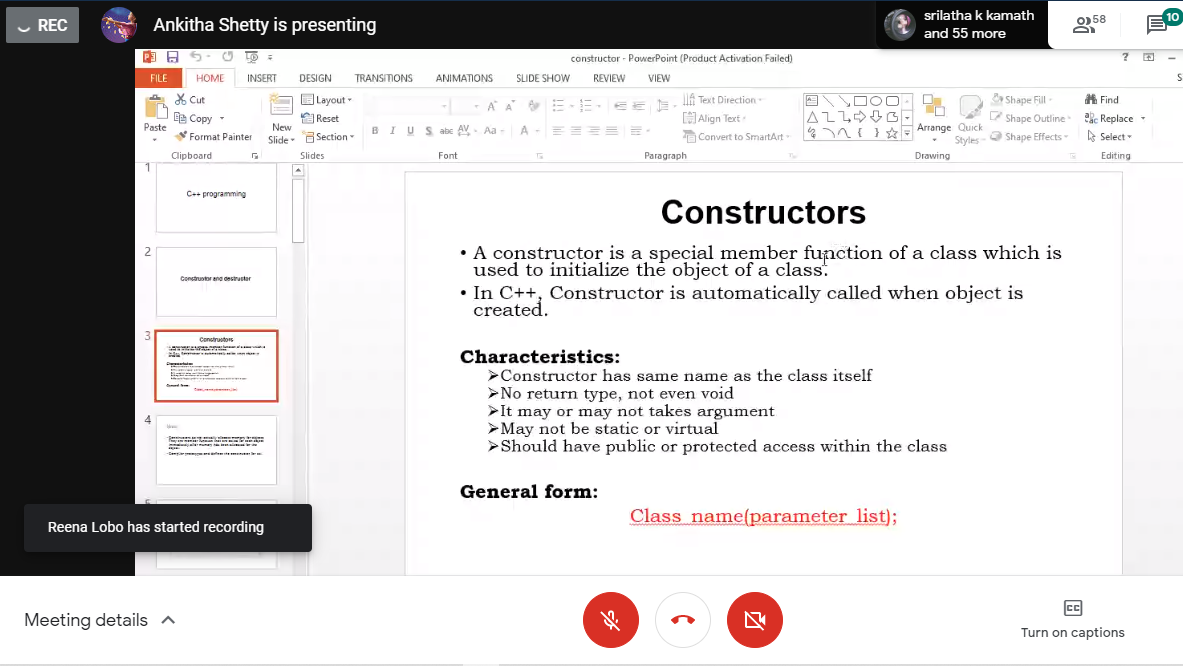 REC
Ankitha Shetty is presenting
srilatha k kamath
and 55 more
58
10
constructor - PowerPoint (Product Activation Failed)
?
FILE HOME INSERT DESIGN TRANSITIONS ANIMATIONS SLIDE SHOW REVIEW VIEW S
Paste
Cut
Copy
Format Painter
Clipboard
New
Slide
Layout
Reset
Section
Slides
B I U S abc AV Aa A
Font
Text Direction
Align Text
Convert to SmartArt
Paragraph
Arrange
Quick
Styles
Shape Fill
Shape Outline
Shape Effects
Drawing
Find
Replace
Select
Editing
1
C++ programming
2
Constructor and destructor
3
Constructors
4
5
Constructors
• A constructor is a special member function of a class which is
used to initialize the object of a class.
• In C++, Constructor is automatically called when object is
created.
Characteristics:
➢Constructor has same name as the class itself
➢No return type, not even void
➢It may or may not takes argument
➢May not be static or virtual
➢Should have public or protected access within the class
General form:
Class_name(parameter_list);
Reena Lobo has started recording
Meeting details
CC
Turn on captions